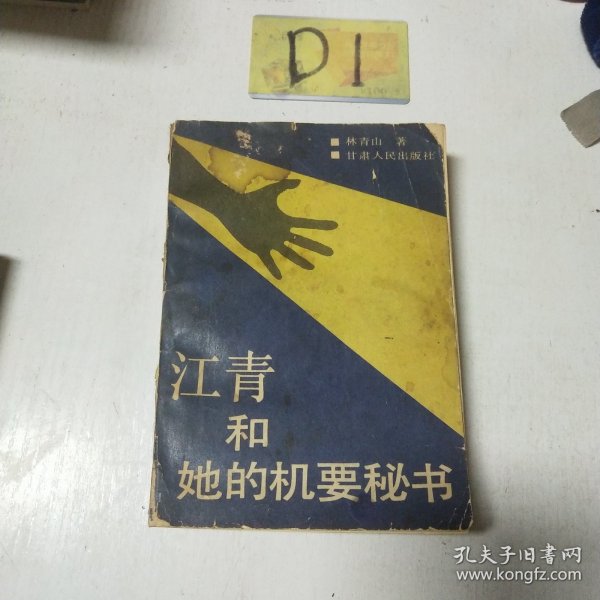 D1
■ 林青山 著
■ 甘肃人民出版社
江青
和
她的机要秘书
孔夫子旧書网
www.kongfz.com